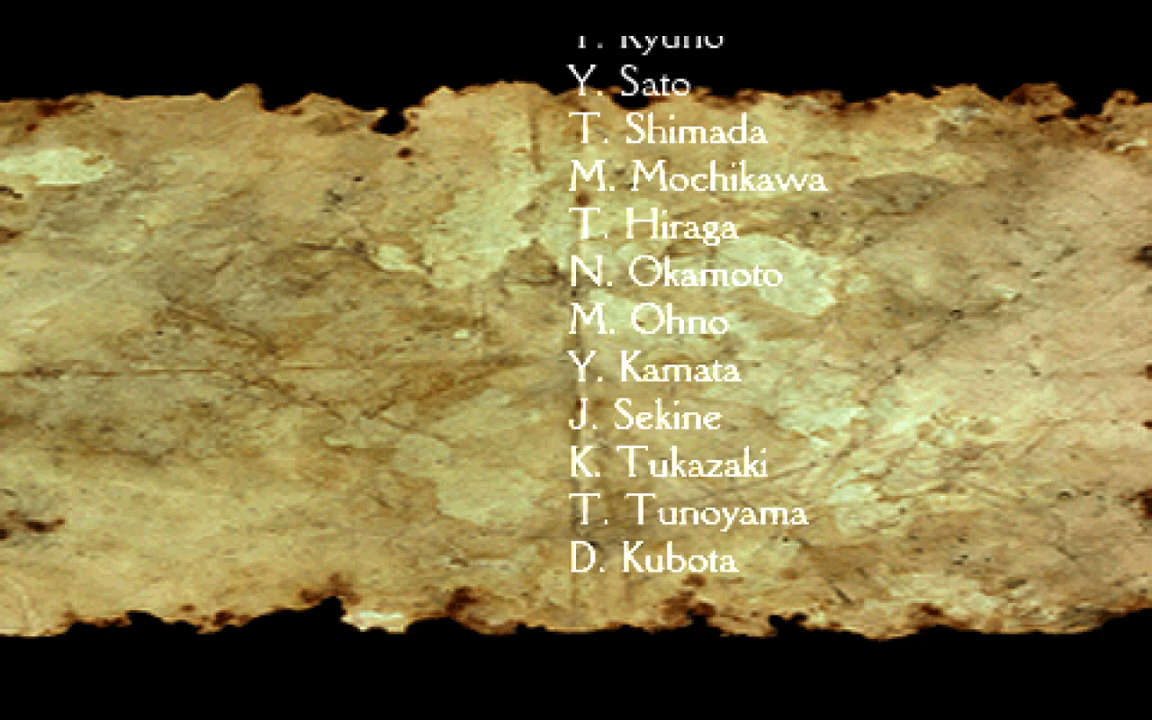 Y. Sato
T. Shimada
M. Mochikawa
T. Hiraga
N. Okamoto
M. Ohno
Y. Kamata
J. Sekine
K. Tukazaki
T. Tunoyama
D. Kubota